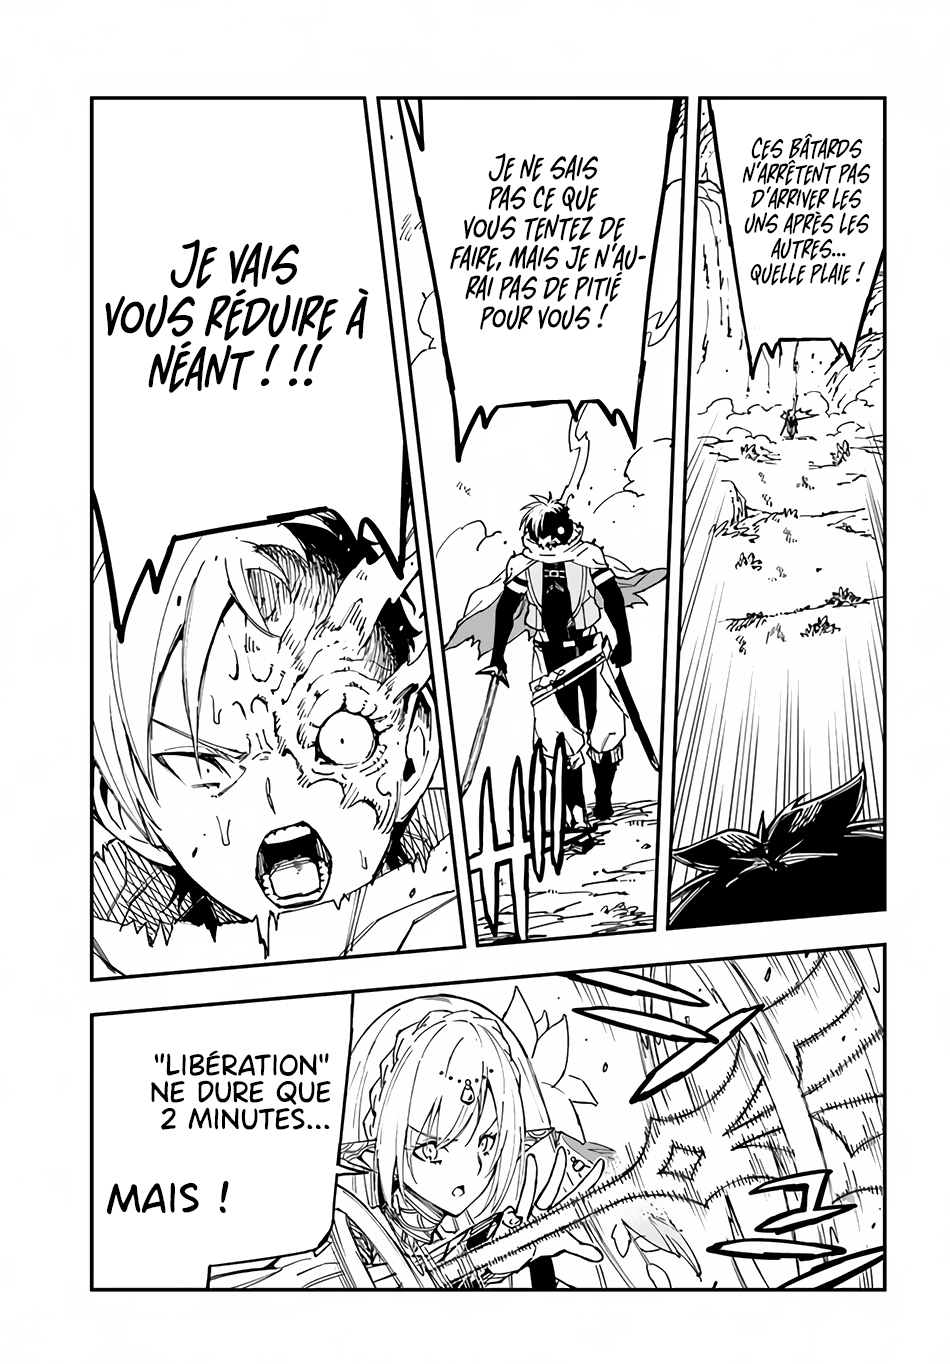 CES BÂTARDS
N'ARRÊTENT PAS
D'ARRIVER LES
UNS APRÈS LES
AUTRES...
QUELLE PLAIE !
JE NE SAIS
PAS CE QUE
VOUS TENTEZ DE
FAIRE, MAIS JE N'AU-
RAI PAS DE PITIÉ
POUR VOUS !
JE VAIS
VOUS RÉDUIRE À
NÉANT ! !!
"LIBÉRATION"
NE DURE QUE
2 MINUTES...
MAIS !